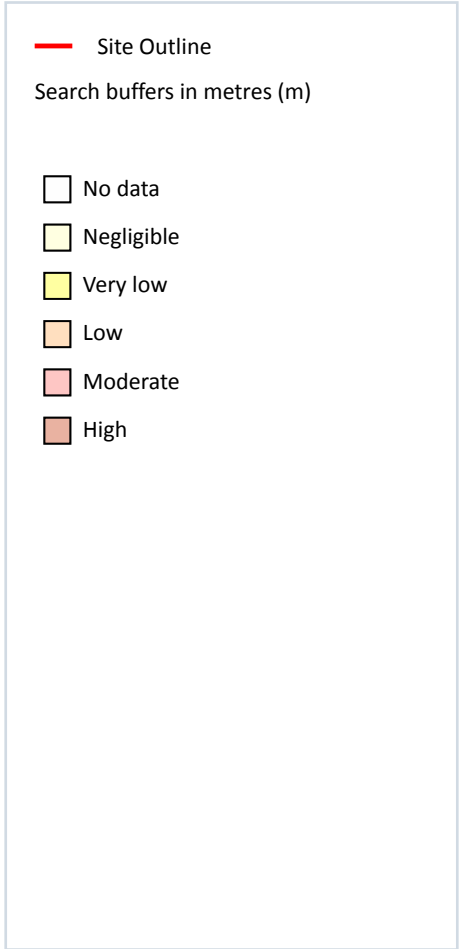 Site Outline
Search buffers in metres (m)
No data
Negligible
Very low
Low
Moderate
High